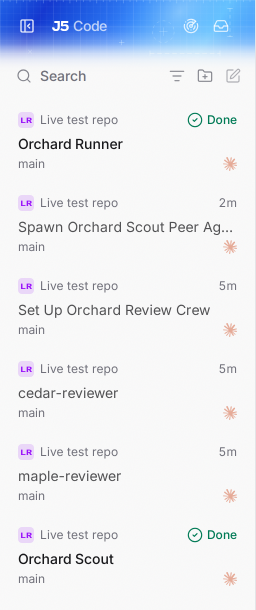 J5 Code
Search
LR Live test repo Done
Orchard Runner
main
LR Live test repo 2m
Spawn Orchard Scout Peer Ag...
main
LR Live test repo 5m
Set Up Orchard Review Crew
main
LR Live test repo 5m
cedar-reviewer
main
LR Live test repo 5m
maple-reviewer
main
LR Live test repo Done
Orchard Scout
main